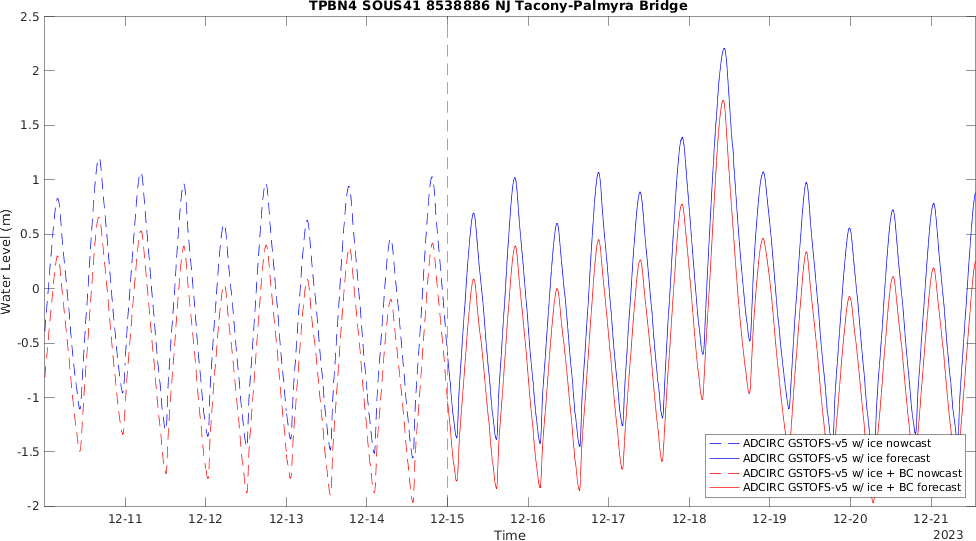 TPBN4 SOUS41 8538886 NJ Tacony-Palmyra Bridge
2.5
2
1.5
1
0.5
0
-0.5
-1
-1.5
-2
Water Level (m)
ADCIRC GSTOFS-v5 w/ ice nowcast
ADCIRC GSTOFS-v5 w/ ice forecast
ADCIRC GSTOFS-v5 w/ ice + BC nowcast
ADCIRC GSTOFS-v5 w/ ice + BC forecast
12-11 12-12 12-13 12-14 12-15 12-16 12-17 12-18 12-19 12-20 12-21
Time
2023